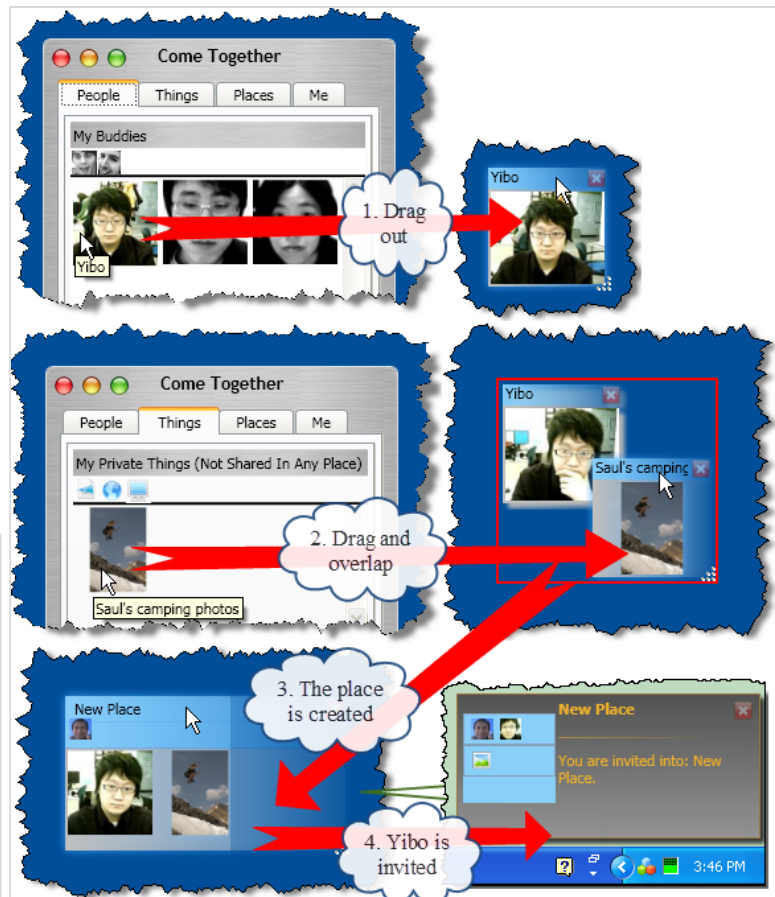 Come Together
People Things Places Me
My Buddies
Yibo
1. Drag
out
Yibo
Come Together
People Things Places Me
My Private Things (Not Shared In Any Place)
Saul's camping photos
2. Drag and
overlap
Yibo
Saul's camping
New Place
3. The place
is created
New Place
You are invited into: New
Place.
4. Yibo is
invited
3:46 PM